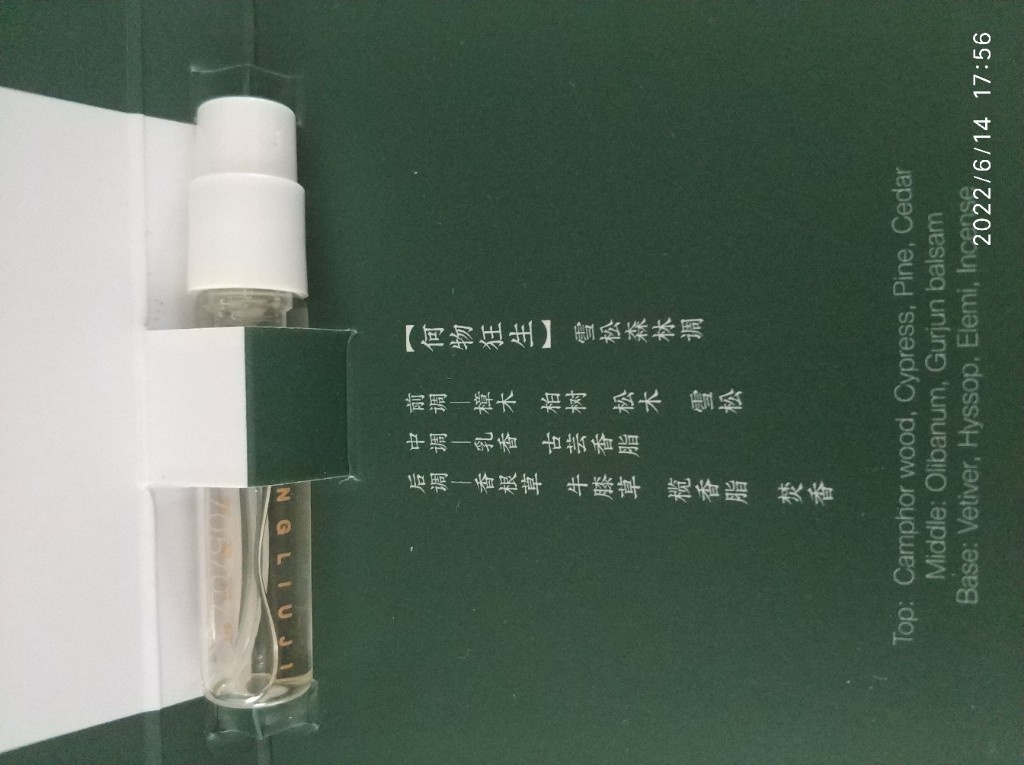 【何物狂生】 雪松森林调
前调—樟木 柏树 松木 雪松
中调—乳香 古芸香脂
后调—香根草 牛膝草 榄香脂 焚香
Top: Camphor wood, Cypress, Pine, Cedar
Middle: Olibanum, Gurjun balsam
Base: Vetiver, Hyssop, Elemi, Incense
NGLIUJI
2022/6/14 17:56